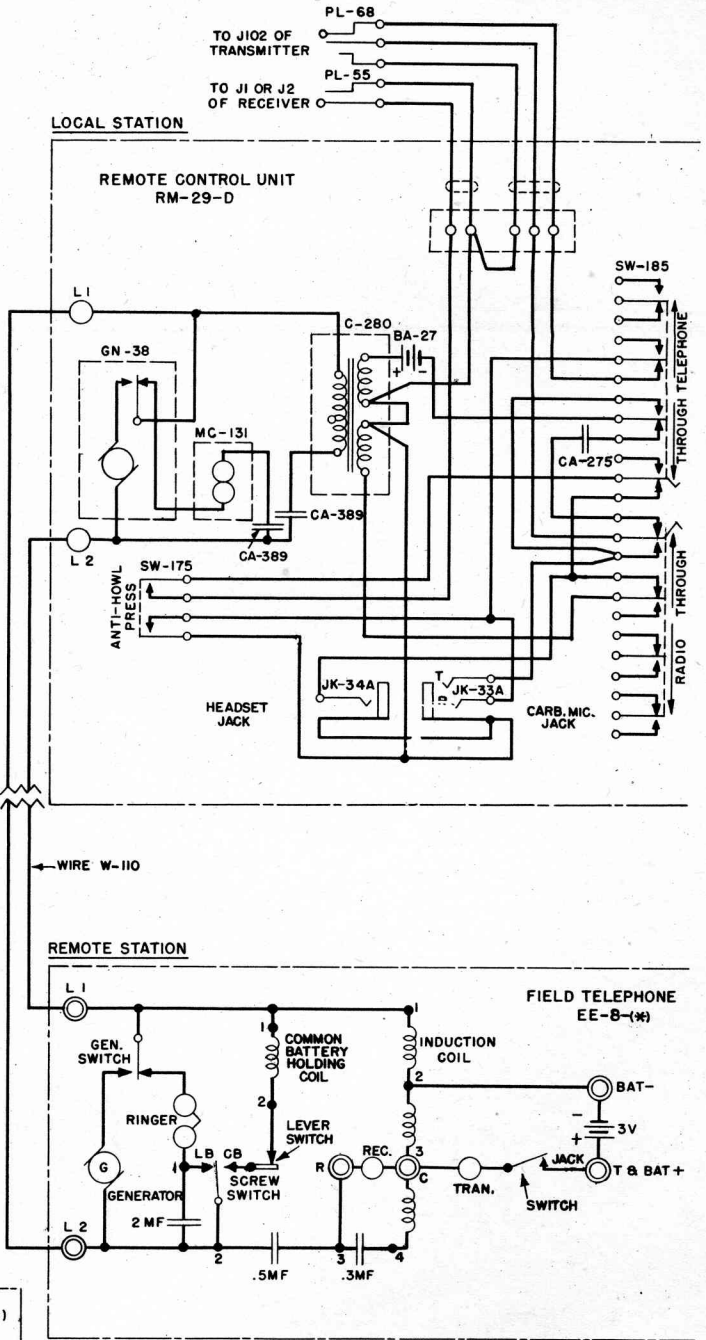 PL-68
TO J102 OF
TRANSMITTER
PL-55
TO J1 OR J2
OF RECEIVER
LOCAL STATION
REMOTE CONTROL UNIT
RM-29-D
SW-185
L1
C-280
BA-27
GN-38
+ -
THROUGH TELEPHONE
MC-131
CA-275
CA-389
L2
CA-389
SW-175
ANTI-HOWL
PRESS
THROUGH
RADIO
T
JK-34A
JK-33A
R
HEADSET
JACK
CARB. MIC.
JACK
WIRE W-110
REMOTE STATION
L1
FIELD TELEPHONE
EE-8-(*)
1
GEN.
SWITCH
1
COMMON
BATTERY
HOLDING
COIL
INDUCTION
COIL
2
BAT-
RINGER
2
-
3V
+
LEVER
SWITCH
LB CB
REC.
3
R
C
JACK
T & BAT+
G
1
SCREW
SWITCH
TRAN.
SWITCH
GENERATOR
2 MF
L2
2
3
4
.5MF
.3MF
)